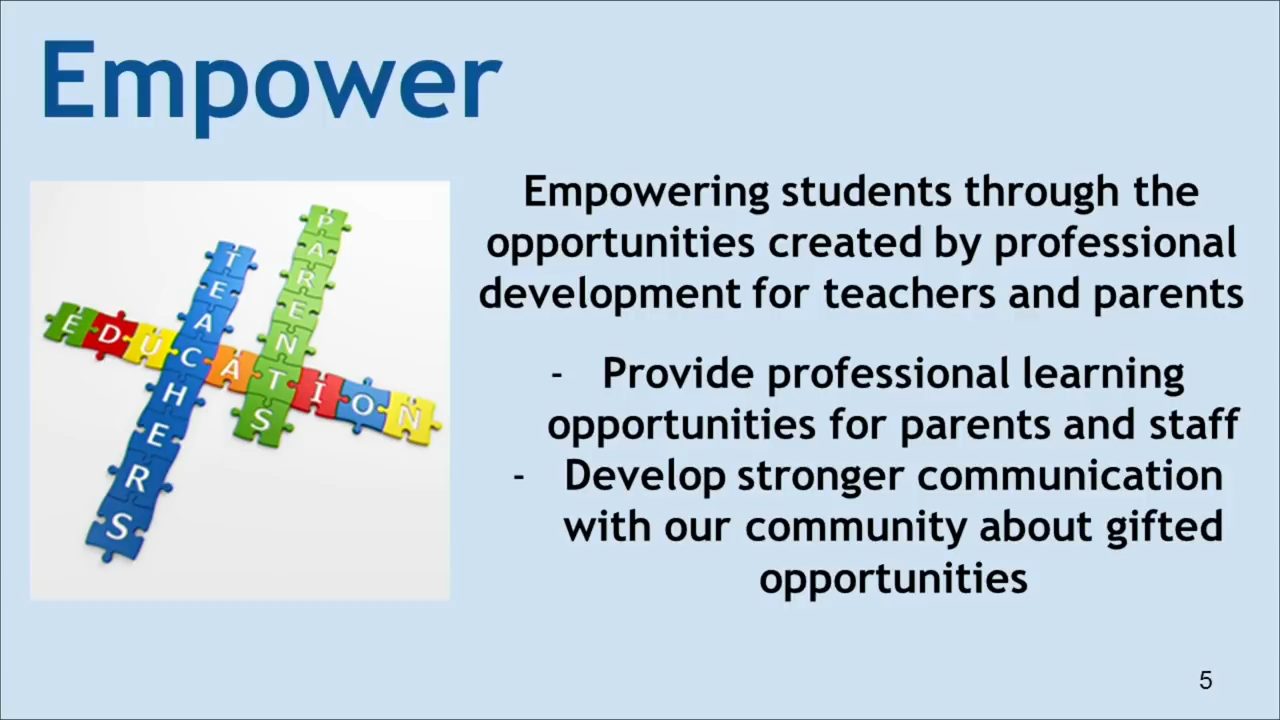 Empower
Empowering students through the
opportunities created by professional
development for teachers and parents
- Provide professional learning
opportunities for parents and staff
- Develop stronger communication
with our community about gifted
opportunities
EDUCATION
TEACHERS
PARENTS
5